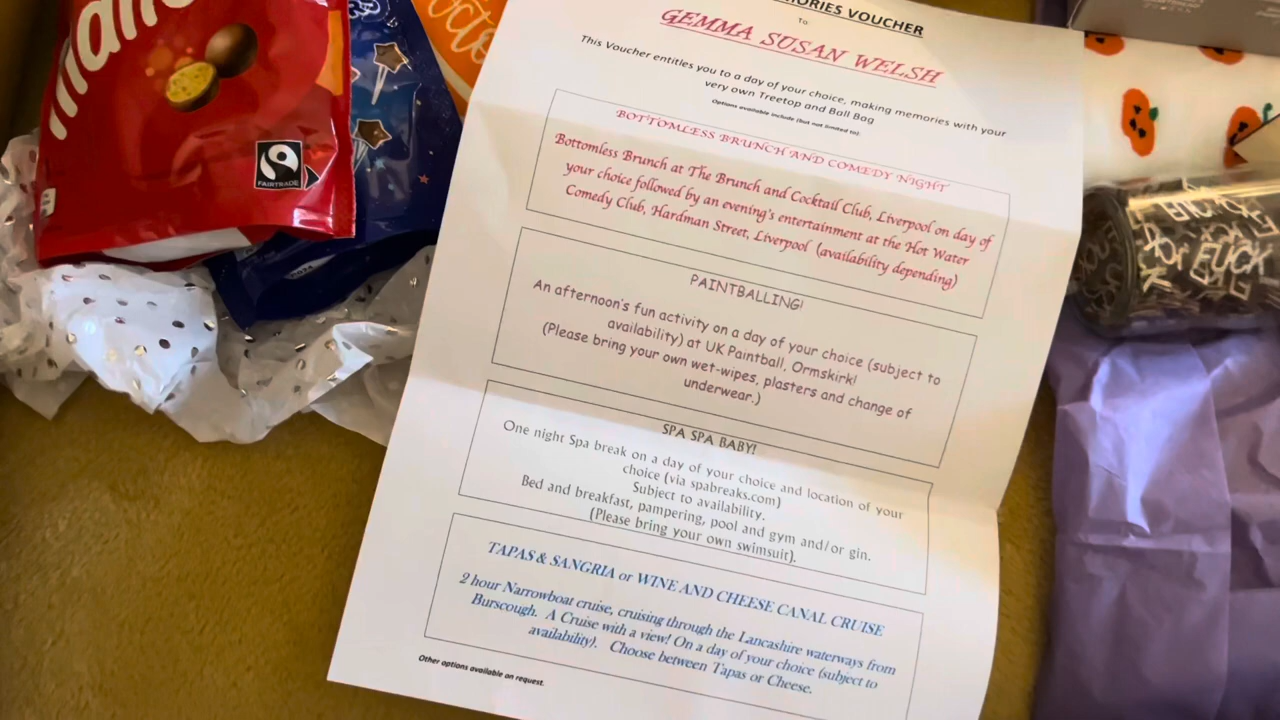 MORIES VOUCHER
To
GEMMA SUSAN WELSH
This Voucher entitles you to a day of your choice, making memories with your
very own Treetop and Ball Bag
Options available include (but not limited to):
BOTTOMLESS BRUNCH AND COMEDY NIGHT
Bottomless Brunch at The Brunch and Cocktail Club, Liverpool on day of
your choice followed by an evening's entertainment at the Hot Water
Comedy Club, Hardman Street, Liverpool (availability depending)
PAINTBALLING!
An afternoon's fun activity on a day of your choice (subject to
availability) at UK Paintball, Ormskirk!
(Please bring your own wet-wipes, plasters and change of
underwear.)
SPA SPA BABY!
One night Spa break on a day of your choice and location of your
choice (via spabreaks.com)
Subject to availability.
Bed and breakfast, pampering, pool and gym and/or gin.
(Please bring your own swimsuit).
TAPAS & SANGRIA or WINE AND CHEESE CANAL CRUISE
2 hour Narrowboat cruise, cruising through the Lancashire waterways from
Burscough. A Cruise with a view! On a day of your choice (subject to
availability). Choose between Tapas or Cheese.
Other options available on request.
FAIRTRADE
FUCK